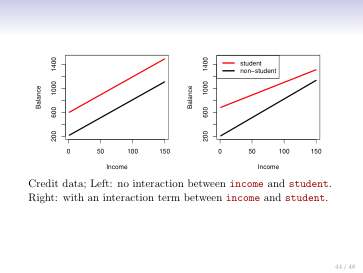 1400
1000
600
200
Balance
0
50
100
150
Income
student
non−student
1400
1000
600
200
Balance
0
50
100
150
Income
Credit data; Left: no interaction between income and student.
Right: with an interaction term between income and student.
44 / 48